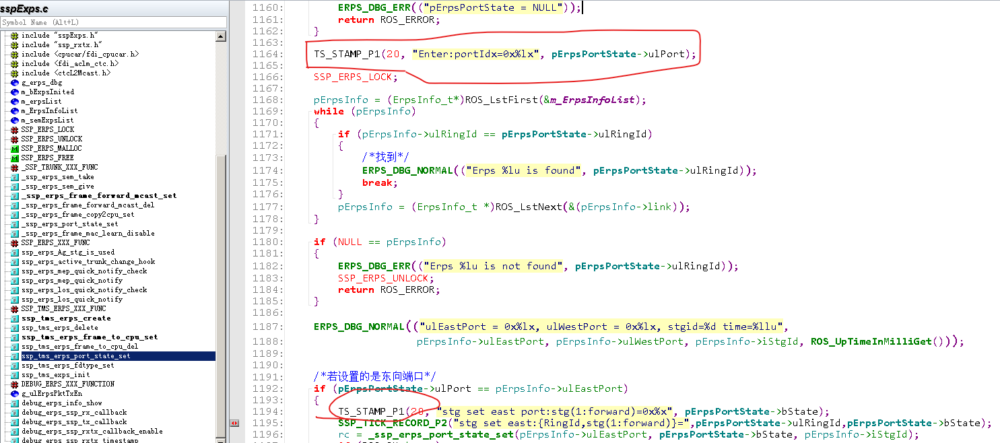 sspExps.c
Symbol Name (Alt+L)
include "sspExps.h"
include "ssp_rxtx.h"
include <cpucar/fdi_cpucar.h>
include <fdi_aclm_ctc.h>
include <ctcL2Mcast.h>
g_erps_dbg
m_bExpsInited
m_erpsList
m_ErpsInfoList
m_semExpsList
SSP_ERPS_LOCK
SSP_ERPS_UNLOCK
SSP_ERPS_MALLOC
SSP_ERPS_FREE
_SSP_TRUNK_XXX_FUNC
_ssp_erps_sem_take
_ssp_erps_sem_give
_ssp_erps_frame_forward_mcast_set
_ssp_erps_frame_forward_mcast_del
_ssp_erps_frame_copy2cpu_set
_ssp_erps_port_state_set
_ssp_erps_frame_mac_learn_disable
SSP_ERPS_XXX_FUNC
ssp_erps_Ag_stg_is_used
ssp_erps_active_trunk_change_hook
ssp_erps_mep_quick_notify_check
ssp_erps_mep_quick_notify
ssp_erps_los_quick_notify_check
ssp_erps_los_quick_notify
SSP_TMS_ERPS_XXX_FUNC
ssp_tms_erps_create
ssp_tms_erps_delete
ssp_tms_erps_frame_to_cpu_set
ssp_tms_erps_frame_to_cpu_del
ssp_tms_erps_port_state_set
ssp_tms_erps_fdtype_set
ssp_tms_exps_init
DEBUG_ERPS_XXX_FUNCTION
g_ulErpsPktTxEn
debug_erps_info_show
debug_erps_ssp_rx_callback
debug_erps_ssp_tx_callback
debug_erps_ssp_rxtx_callback_enable
debug_erps_ssp_rxtx_timestamp
1160: ERPS_DBG_ERR(("pErpsPortState = NULL"));
1161: return ROS_ERROR;
1162: }
1163:
1164: TS_STAMP_P1(20, "Enter:portIdx=0x%lx", pErpsPortState->ulPort);
1165:
1166: SSP_ERPS_LOCK;
1167:
1168: pErpsInfo = (ErpsInfo_t*)ROS_LstFirst(&m_ErpsInfoList);
1169: while (pErpsInfo)
1170: {
1171: if (pErpsInfo->ulRingId == pErpsPortState->ulRingId)
1172: {
1173: /*找到*/
1174: ERPS_DBG_NORMAL(("Erps %lu is found", pErpsPortState->ulRingId));
1175: break;
1176: }
1177: pErpsInfo = (ErpsInfo_t *)ROS_LstNext(&(pErpsInfo->link));
1178: }
1179:
1180: if (NULL == pErpsInfo)
1181: {
1182: ERPS_DBG_ERR(("Erps %lu is not found", pErpsPortState->ulRingId));
1183: SSP_ERPS_UNLOCK;
1184: return ROS_ERROR;
1185: }
1186:
1187: ERPS_DBG_NORMAL(("ulEastPort = 0x%lx, ulWestPort = 0x%lx, stgid=%d time=%llu",
1188: pErpsInfo->ulEastPort, pErpsInfo->ulWestPort, pErpsInfo->iStgId, ROS_UpTimeInMilliGet()));
1189:
1190:
1191: /*若设置的是东向端口*/
1192: if (pErpsPortState->ulPort == pErpsInfo->ulEastPort)
1193: {
1194: TS_STAMP_P1(20, "stg set east port:stg(1:forward)=0x%x", pErpsPortState->bState);
1195: SSP_TICK_RECORD_P2("stg set east:{RingId,stg(1:forward)}=",pErpsPortState->ulRingId,pErpsPortState->bState);
1196: rc = _ssp_erps_port_state_set(pErpsInfo->ulEastPort, pErpsPortState->bState, pErpsInfo->iStgId);